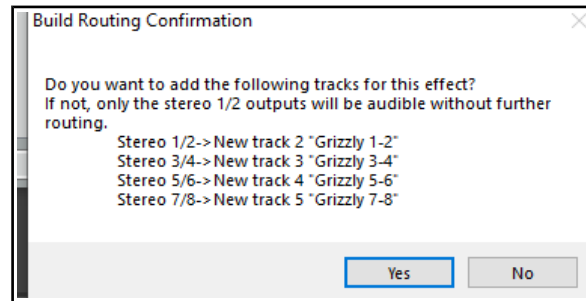 Build Routing Confirmation
Do you want to add the following tracks for this effect?
If not, only the stereo 1/2 outputs will be audible without further
routing.
Stereo 1/2->New track 2 "Grizzly 1-2"
Stereo 3/4->New track 3 "Grizzly 3-4"
Stereo 5/6->New track 4 "Grizzly 5-6"
Stereo 7/8->New track 5 "Grizzly 7-8"
Yes
No